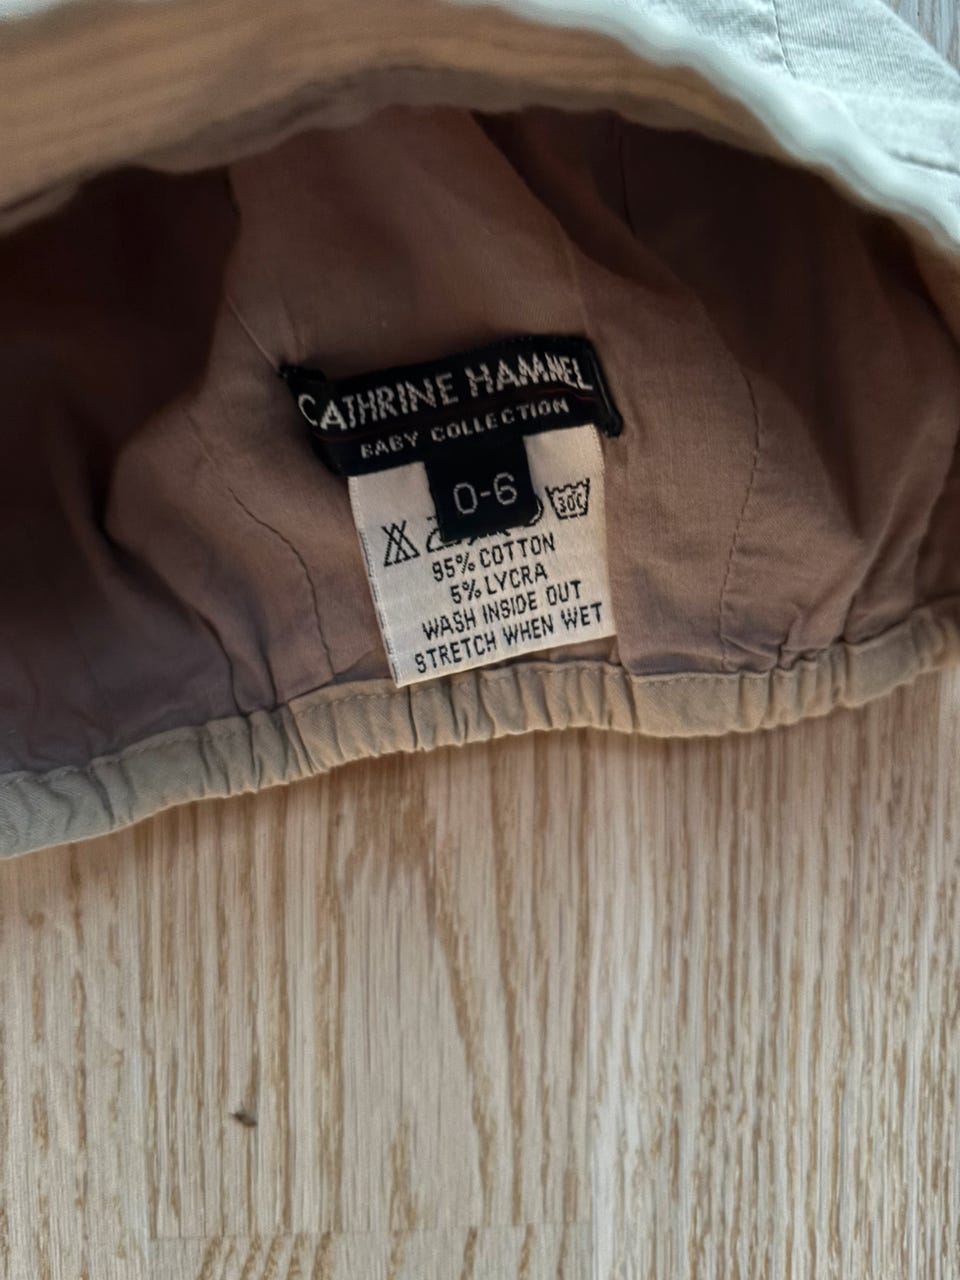 CATHRINE HAMMEL
BABY COLLECTION
0-6
30C
95% COTTON
5% LYCRA
WASH INSIDE OUT
STRETCH WHEN WET